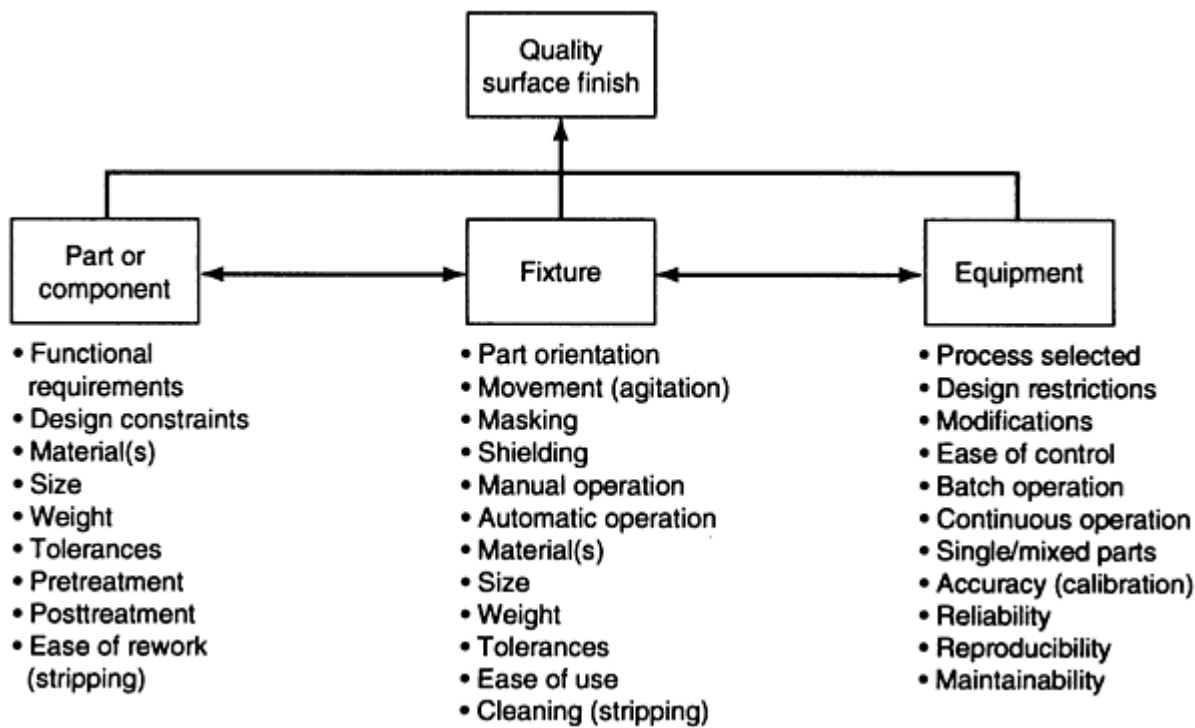 Quality
surface finish
Part or
component
Fixture
Equipment
• Functional
requirements
• Design constraints
• Material(s)
• Size
• Weight
• Tolerances
• Pretreatment
• Posttreatment
• Ease of rework
(stripping)
• Part orientation
• Movement (agitation)
• Masking
• Shielding
• Manual operation
• Automatic operation
• Material(s)
• Size
• Weight
• Tolerances
• Ease of use
• Cleaning (stripping)
• Process selected
• Design restrictions
• Modifications
• Ease of control
• Batch operation
• Continuous operation
• Single/mixed parts
• Accuracy (calibration)
• Reliability
• Reproducibility
• Maintainability